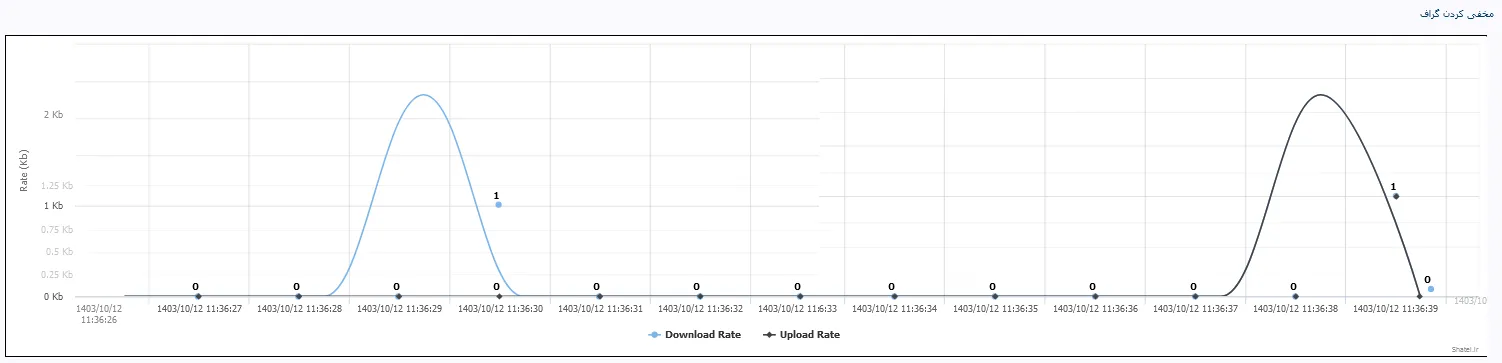 مخفی کردن گراف
Rate (Kb)
2 Kb
1.25 Kb
1 Kb
0.75 Kb
0.5 Kb
0.25 Kb
0 Kb
1
1
0 0 0 0 0 0 0 0 0 0 0 0 0
1403/10/12 11:36:26
1403/10/12 11:36:27
1403/10/12 11:36:28
1403/10/12 11:36:29
1403/10/12 11:36:30
1403/10/12 11:36:31
1403/10/12 11:36:32
1403/10/12 11:36:33
1403/10/12 11:36:34
1403/10/12 11:36:35
1403/10/12 11:36:36
1403/10/12 11:36:37
1403/10/12 11:36:38
1403/10/12 11:36:39
1403/10
Download Rate
Upload Rate
Shatel.ir